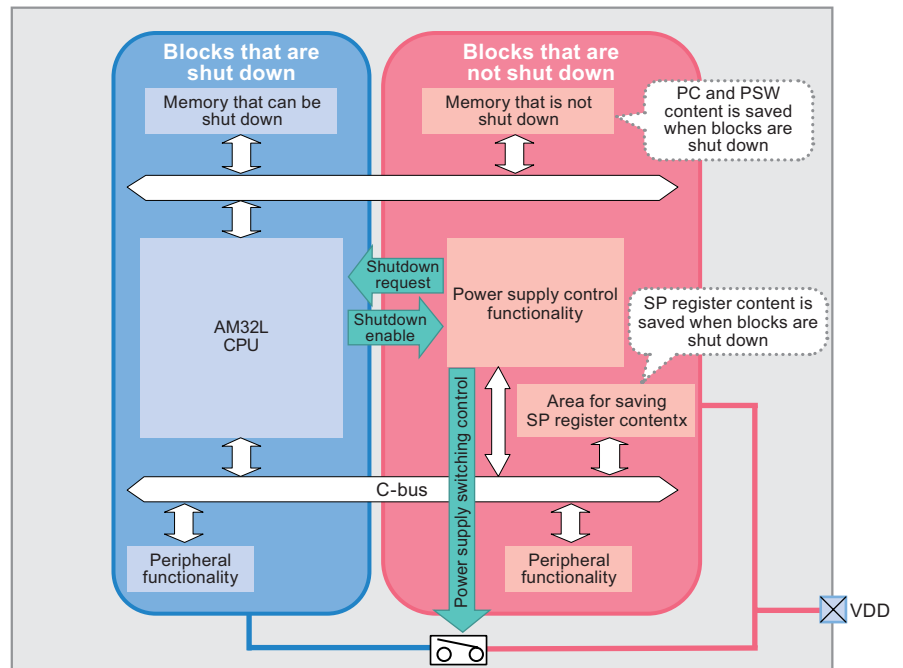 Blocks that are
shut down
Blocks that are
not shut down
Memory that can be
shut down
Memory that is not
shut down
PC and PSW
content is saved
when blocks are
shut down
Shutdown
request
Shutdown
enable
AM32L
CPU
Power supply control
functionality
SP register content is
saved when blocks are
shut down
Area for saving
SP register contentx
Power supply switching control
C-bus
Peripheral
functionality
Peripheral
functionality
VDD